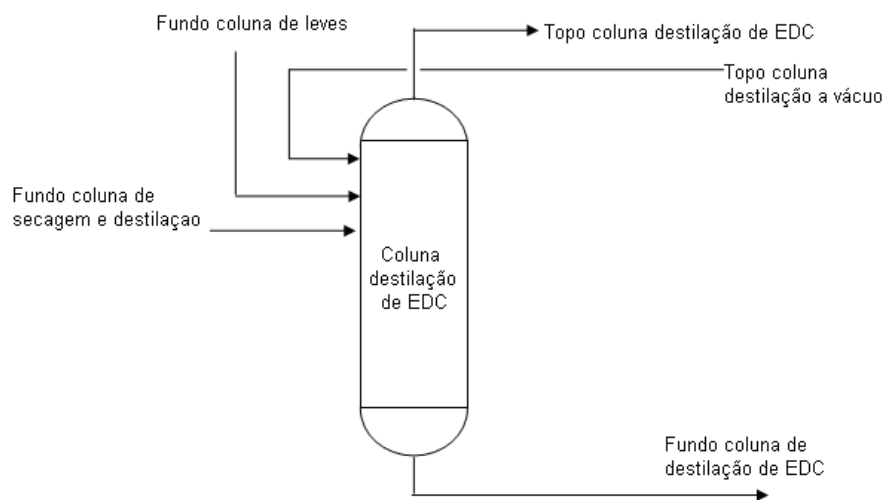 Fundo coluna de leves
Topo coluna destilação de EDC
Topo coluna
destilação a vácuo
Fundo coluna de
secagem e destilaçao
Coluna
destilação
de EDC
Fundo coluna de
destilação de EDC